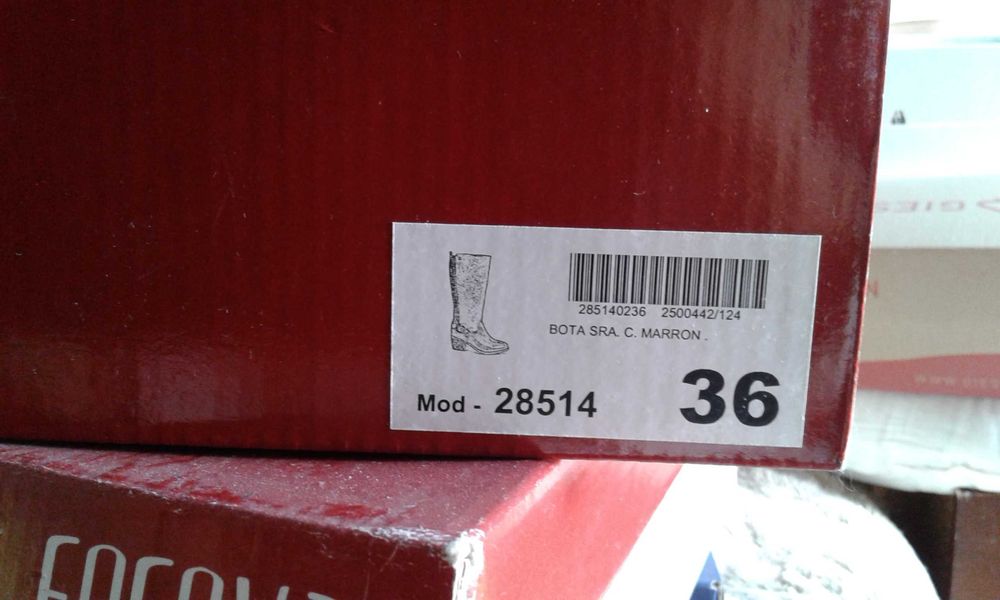 285140236 2500442/124
BOTA SRA. C. MARRON .
Mod - 28514
36